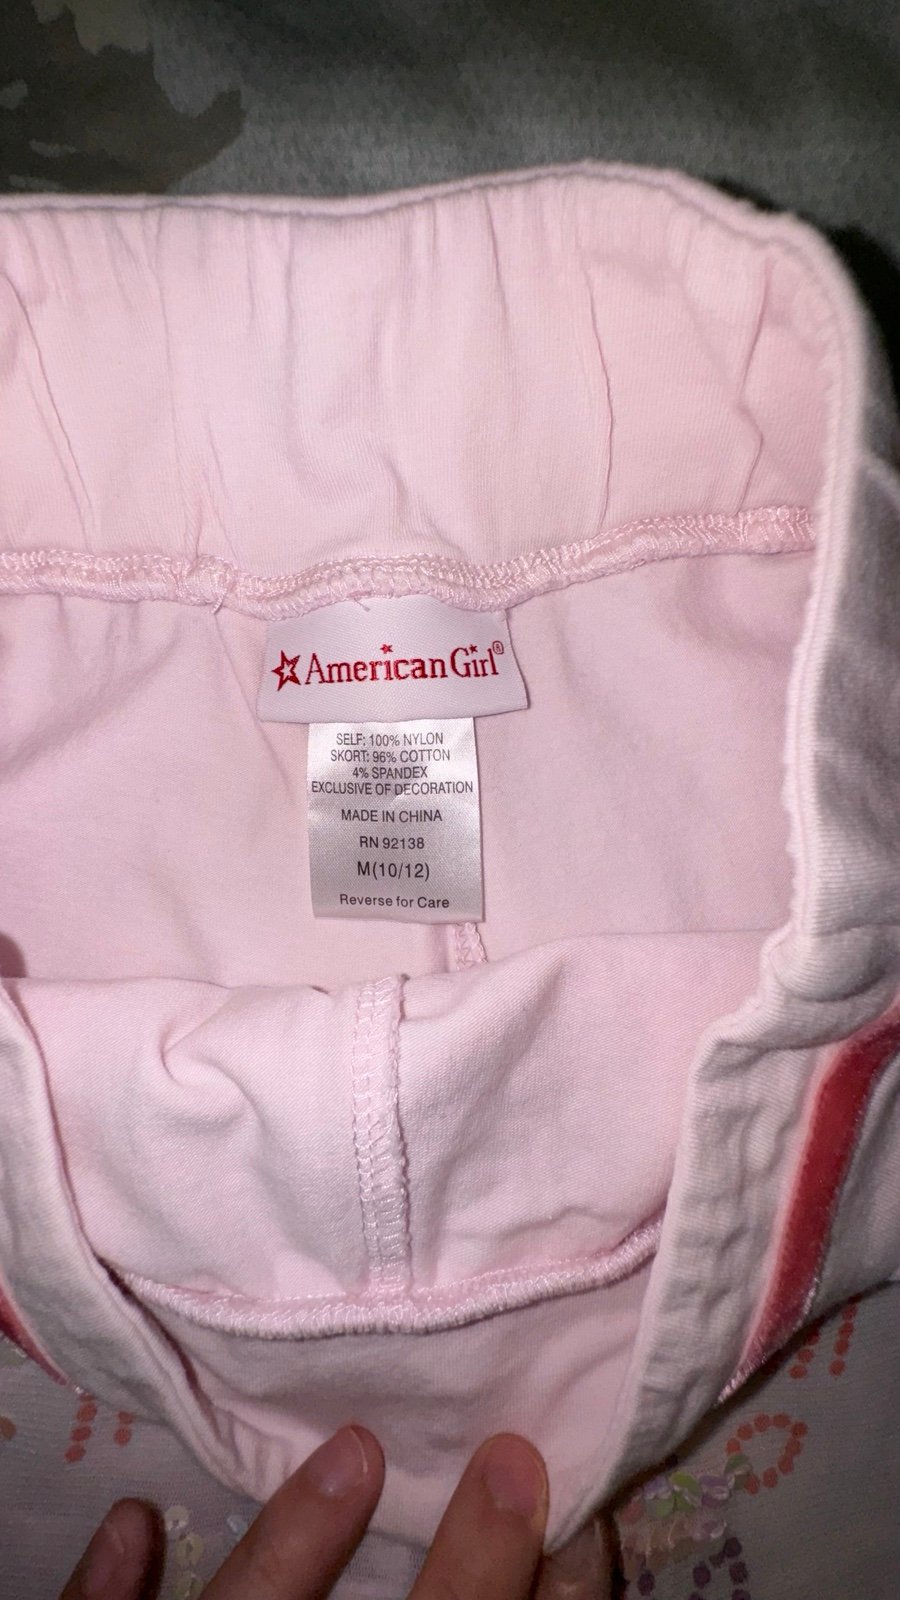 American Girl®
SELF: 100% NYLON
SKORT: 96% COTTON
4% SPANDEX
EXCLUSIVE OF DECORATION
MADE IN CHINA
RN 92138
M(10/12)
Reverse for Care